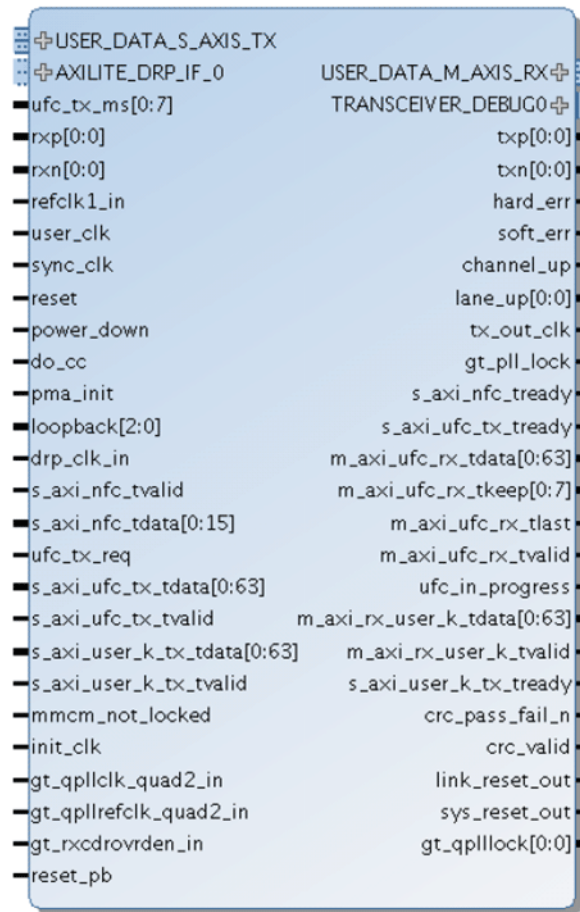 USER_DATA_S_AXIS_TX
AXILITE_DRP_IF_0
ufc_tx_ms[0:7]
rxp[0:0]
rxn[0:0]
refclk1_in
user_clk
sync_clk
reset
power_down
do_cc
pma_init
loopback[2:0]
drp_clk_in
s_axi_nfc_tvalid
s_axi_nfc_tdata[0:15]
ufc_tx_req
s_axi_ufc_tx_tdata[0:63]
s_axi_ufc_tx_tvalid
s_axi_user_k_tx_tdata[0:63]
s_axi_user_k_tx_tvalid
mmcm_not_locked
init_clk
gt_qpllclk_quad2_in
gt_qpllrefclk_quad2_in
gt_rxcdrovrden_in
reset_pb
USER_DATA_M_AXIS_RX
TRANSCEIVER_DEBUG0
txp[0:0]
txn[0:0]
hard_err
soft_err
channel_up
lane_up[0:0]
tx_out_clk
gt_pll_lock
s_axi_nfc_tready
s_axi_ufc_tx_tready
m_axi_ufc_rx_tdata[0:63]
m_axi_ufc_rx_tkeep[0:7]
m_axi_ufc_rx_tlast
m_axi_ufc_rx_tvalid
ufc_in_progress
m_axi_rx_user_k_tdata[0:63]
m_axi_rx_user_k_tvalid
s_axi_user_k_tx_tready
crc_pass_fail_n
crc_valid
link_reset_out
sys_reset_out
gt_qplllock[0:0]